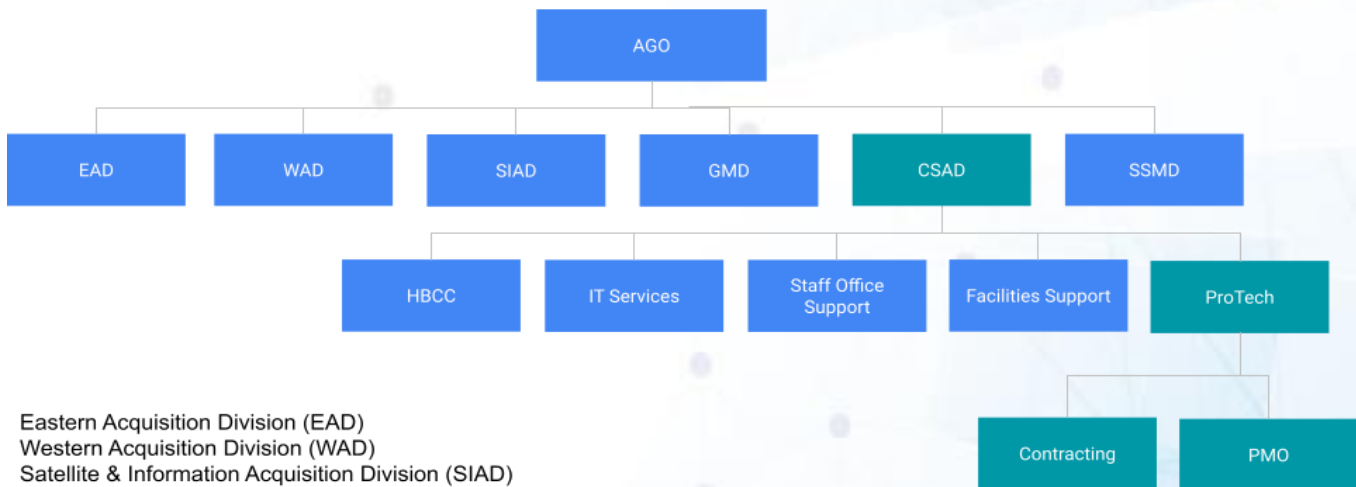 AGO
EAD
WAD
SIAD
GMD
CSAD
SSMD
HBCC
IT Services
Staff Office
Support
Facilities Support
ProTech
Contracting
PMO
Eastern Acquisition Division (EAD)
Western Acquisition Division (WAD)
Satellite & Information Acquisition Division (SIAD)